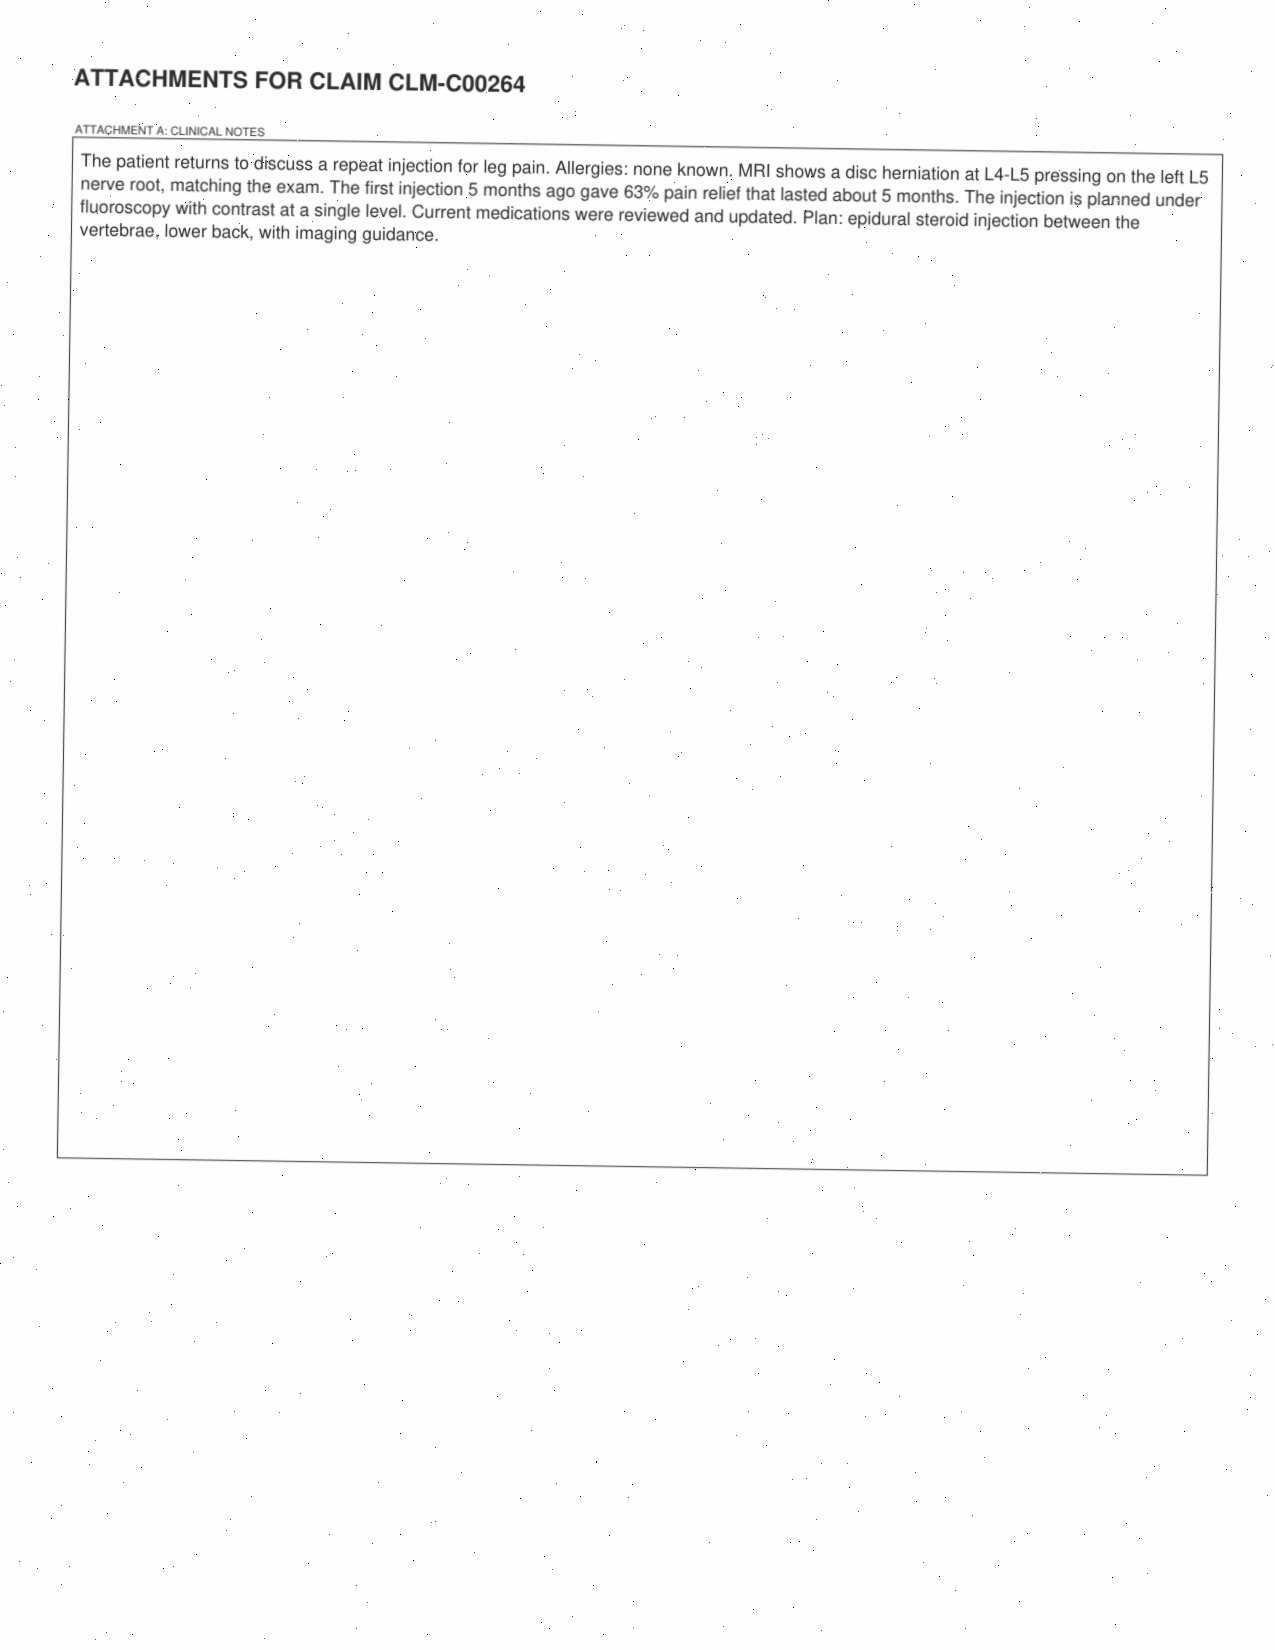 ATTACHMENTS FOR CLAIM CLM-C00264
ATTACHMENT A: CLINICAL NOTES
The patient returns to discuss a repeat injection for leg pain. Allergies: none known. MRI shows a disc herniation at L4-L5 pressing on the left L5
nerve root, matching the exam. The first injection 5 months ago gave 63% pain relief that lasted about 5 months. The injection is planned under
fluoroscopy with contrast at a single level. Current medications were reviewed and updated. Plan: epidural steroid injection between the
vertebrae, lower back, with imaging guidance.